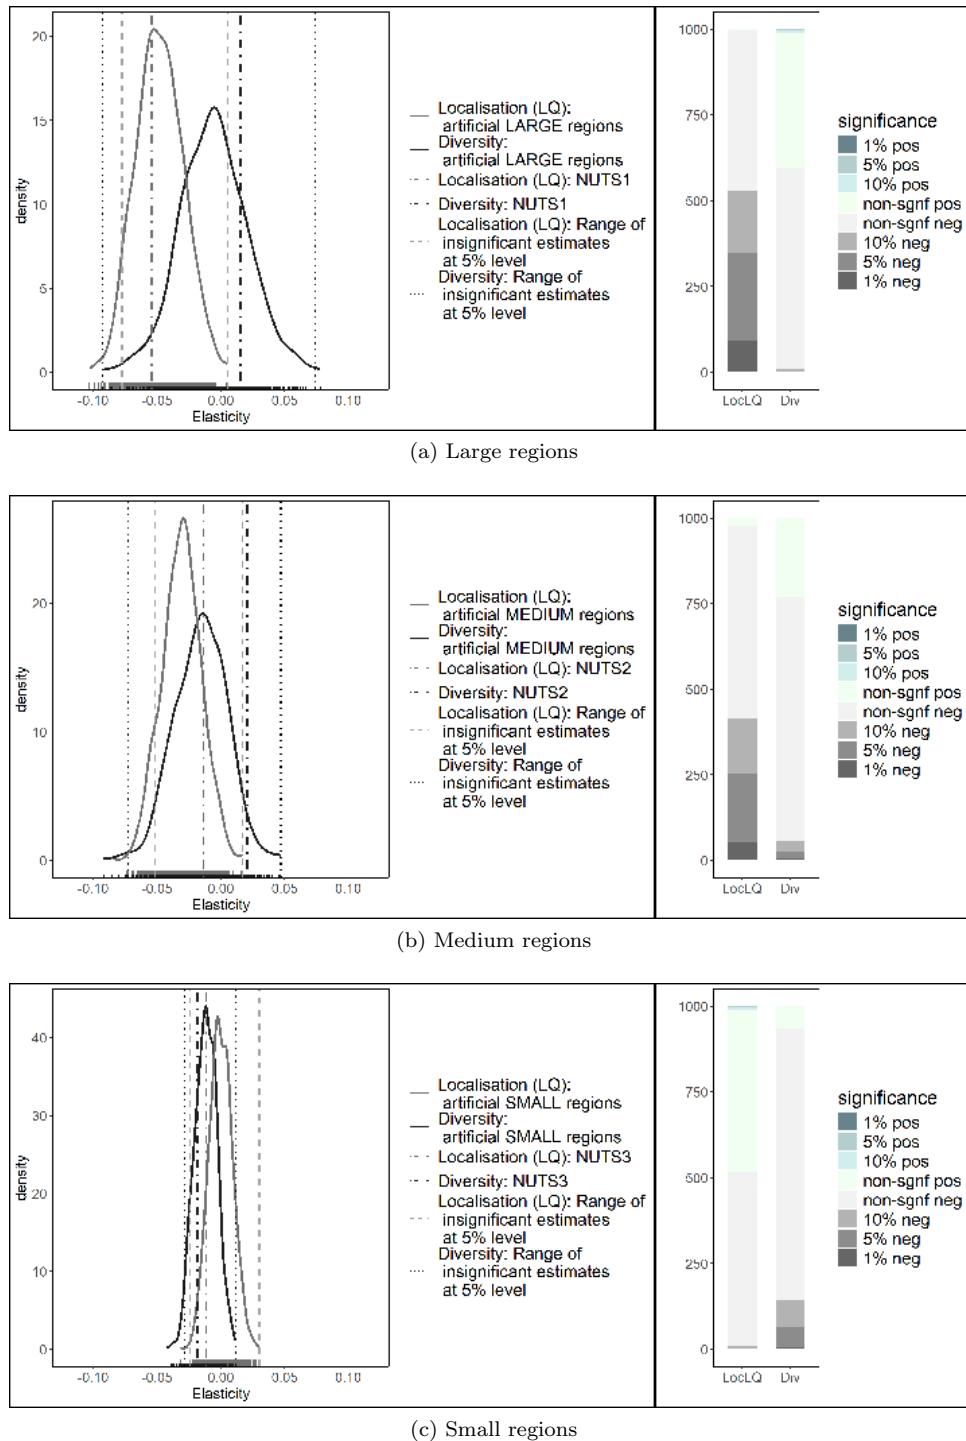 20
15
10
5
0
density
-0.10
-0.05
0.00
0.05
0.10
Elasticity
Localisation (LQ):
artificial LARGE regions
Diversity:
artificial LARGE regions
Localisation (LQ): NUTS1
Diversity: NUTS1
Localisation (LQ): Range of
insignificant estimates
at 5% level
Diversity: Range of
insignificant estimates
at 5% level
1000
750
500
250
0
LocLQ
Div
significance
1% pos
5% pos
10% pos
non-sgnf pos
non-sgnf neg
10% neg
5% neg
1% neg
(a) Large regions
20
10
0
density
-0.10
-0.05
0.00
0.05
0.10
Elasticity
Localisation (LQ):
artificial MEDIUM regions
Diversity:
artificial MEDIUM regions
Localisation (LQ): NUTS2
Diversity: NUTS2
Localisation (LQ): Range of
insignificant estimates
at 5% level
Diversity: Range of
insignificant estimates
at 5% level
1000
750
500
250
0
LocLQ
Div
significance
1% pos
5% pos
10% pos
non-sgnf pos
non-sgnf neg
10% neg
5% neg
1% neg
(b) Medium regions
40
30
20
10
0
density
-0.10
-0.05
0.00
0.05
0.10
Elasticity
Localisation (LQ):
artificial SMALL regions
Diversity:
artificial SMALL regions
Localisation (LQ): NUTS3
Diversity: NUTS3
Localisation (LQ): Range of
insignificant estimates
at 5% level
Diversity: Range of
insignificant estimates
at 5% level
1000
750
500
250
0
LocLQ
Div
significance
1% pos
5% pos
10% pos
non-sgnf pos
non-sgnf neg
10% neg
5% neg
1% neg
(c) Small regions